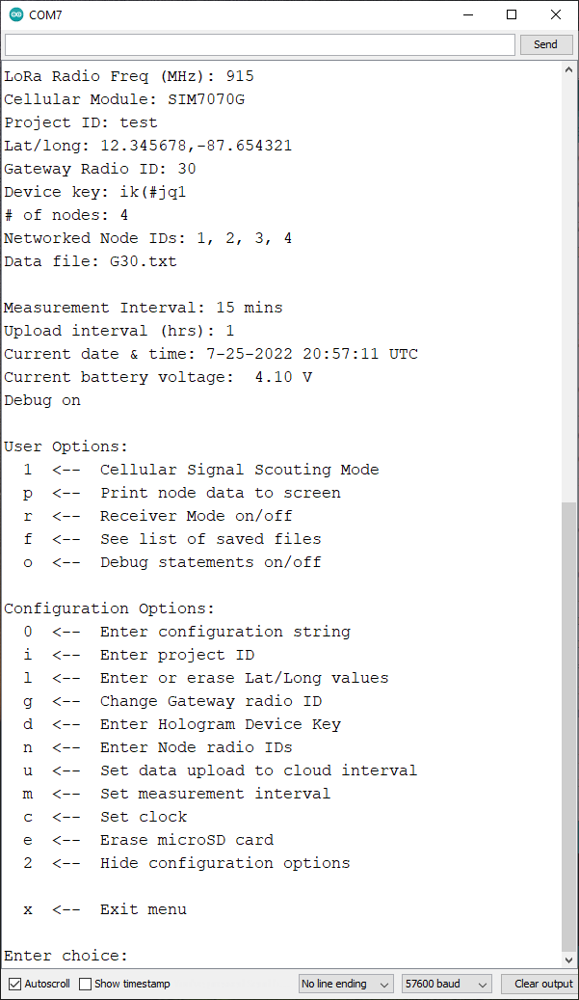 COM7
Send
LoRa Radio Freq (MHz): 915
Cellular Module: SIM7070G
Project ID: test
Lat/long: 12.345678,-87.654321
Gateway Radio ID: 30
Device key: ik(#jq1
# of nodes: 4
Networked Node IDs: 1, 2, 3, 4
Data file: G30.txt
Measurement Interval: 15 mins
Upload interval (hrs): 1
Current date & time: 7-25-2022 20:57:11 UTC
Current battery voltage:  4.10 V
Debug on
User Options:
1  <--  Cellular Signal Scouting Mode
p  <--  Print node data to screen
r  <--  Receiver Mode on/off
f  <--  See list of saved files
o  <--  Debug statements on/off
Configuration Options:
0  <--  Enter configuration string
i  <--  Enter project ID
l  <--  Enter or erase Lat/Long values
g  <--  Change Gateway radio ID
d  <--  Enter Hologram Device Key
n  <--  Enter Node radio IDs
u  <--  Set data upload to cloud interval
m  <--  Set measurement interval
c  <--  Set clock
e  <--  Erase microSD card
2  <--  Hide configuration options
x  <--  Exit menu
Enter choice:
Autoscroll Show timestamp No line ending 57600 baud Clear output